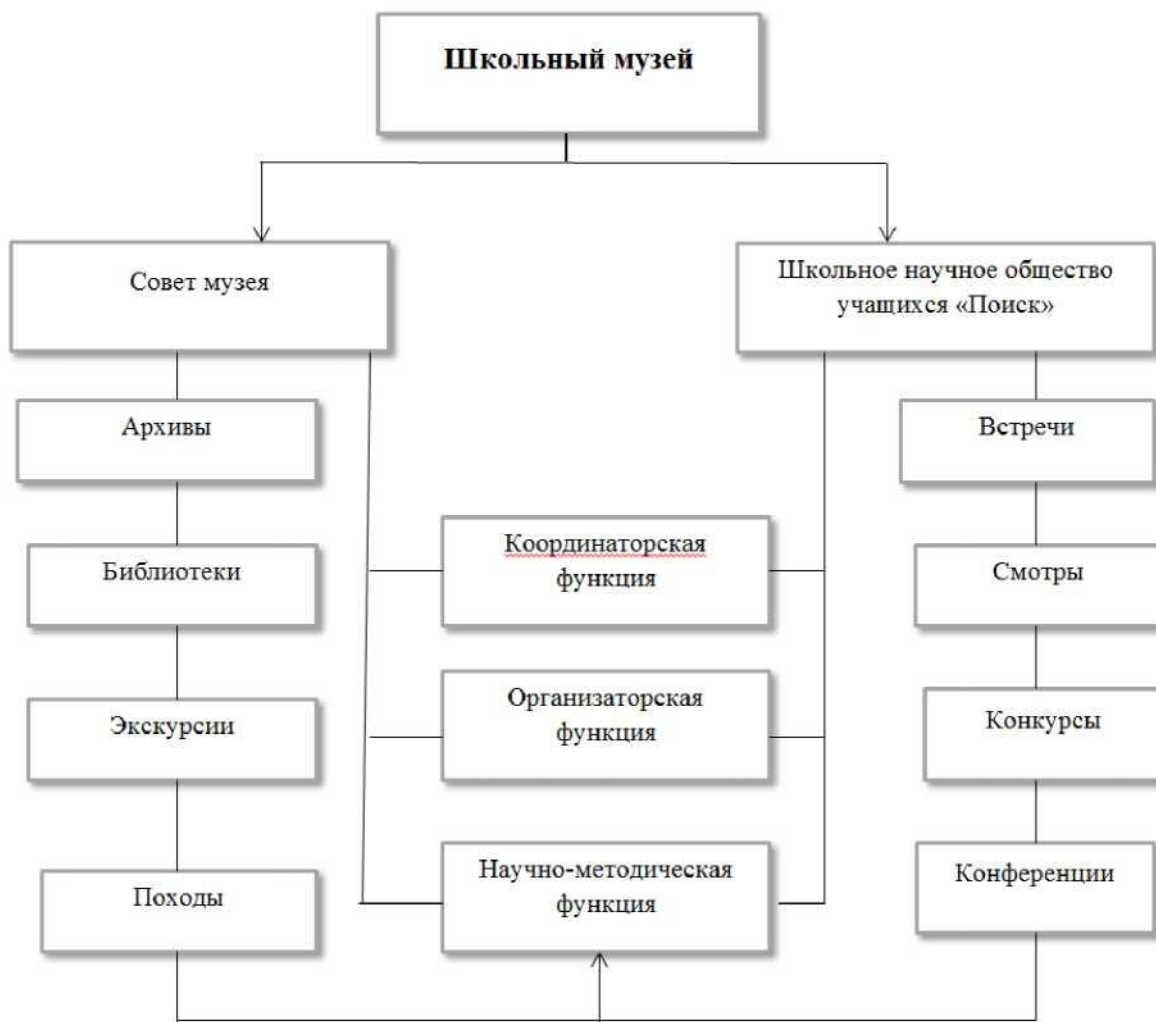 Школьный музей
Совет музея
Школьное научное общество
учащихся «Поиск»
Архивы
Встречи
Координаторская
функция
Библиотеки
Смотры
Организаторская
функция
Экскурсии
Конкурсы
Научно-методическая
функция
Походы
Конференции